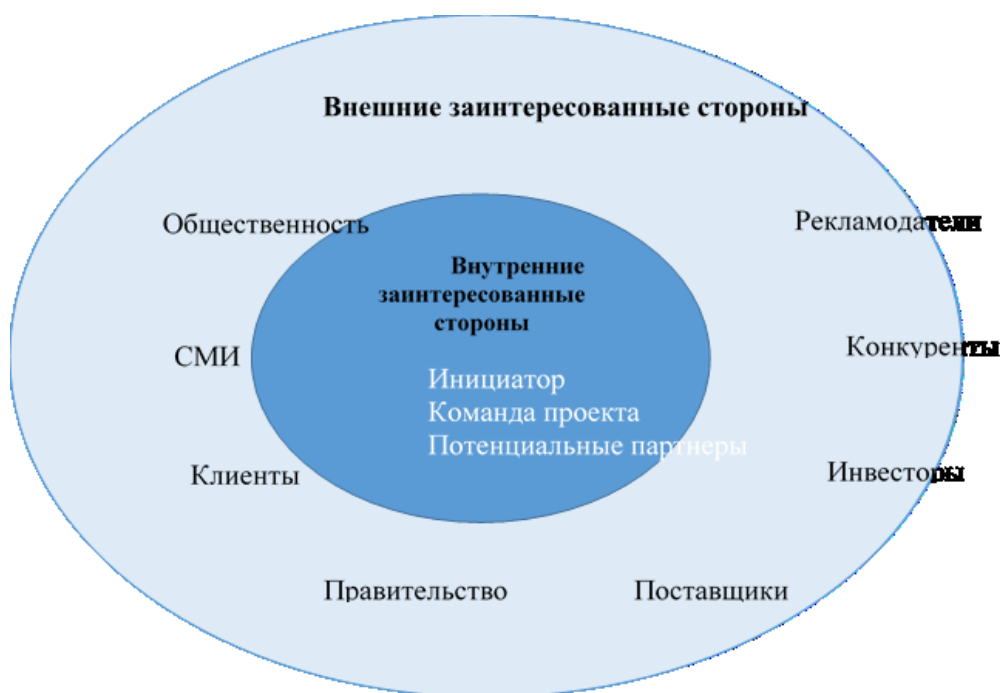 Внешние заинтересованные стороны
Общественность
Рекламодатели
Внутренние
заинтересованные
стороны
СМИ
Конкуренты
Инициатор
Команда проекта
Потенциальные партнеры
Клиенты
Инвесторы
Правительство
Поставщики